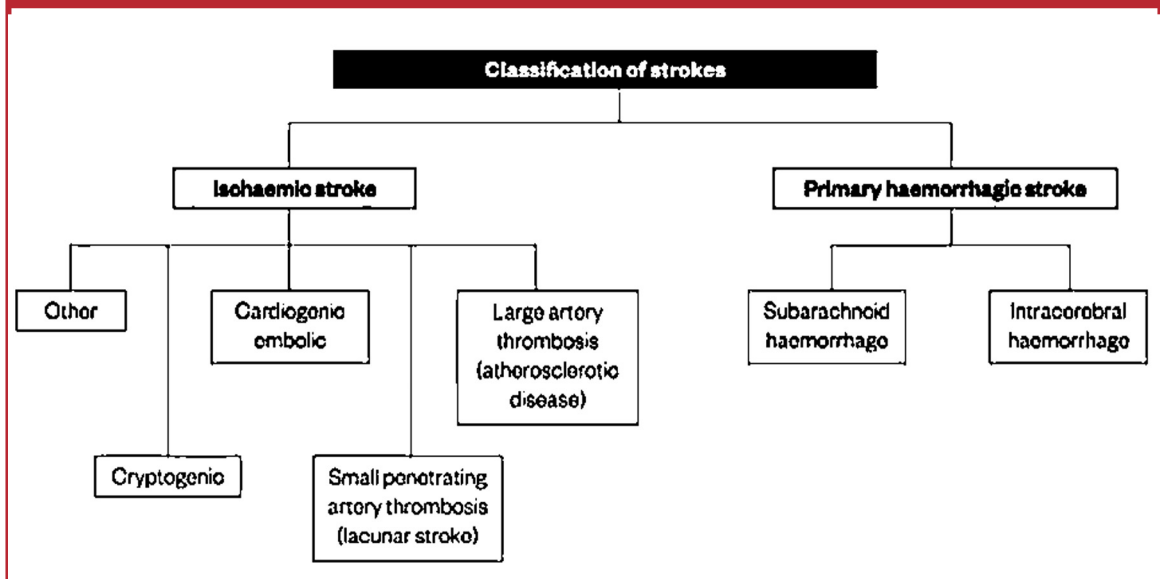 Classification of strokes
Ischaemic stroke
Primary haemorrhagic stroke
Other
Cardiogenic
embolic
Large artery
thrombosis
(atherosclerotic
disease)
Subarachnoid
haemorrhage
Intracerebral
haemorrhage
Cryptogenic
Small penetrating
artery thrombosis
(lacunar stroke)